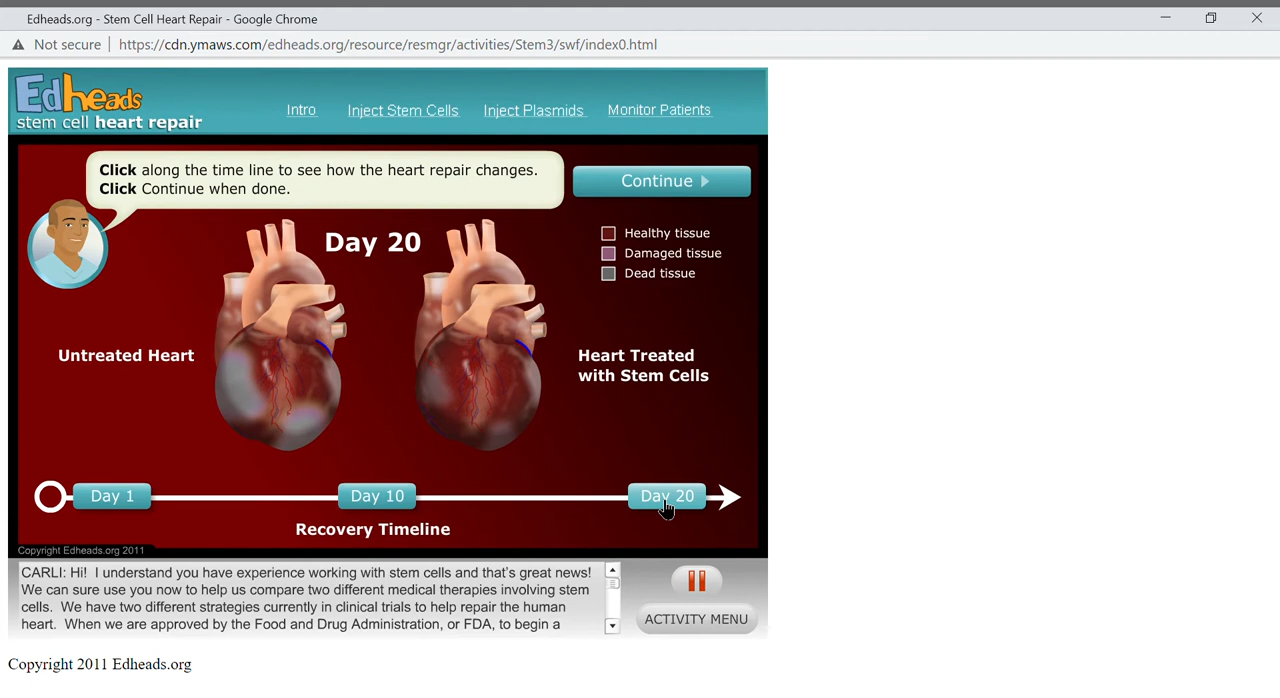 Edheads.org - Stem Cell Heart Repair - Google Chrome
Not secure | https://cdn.ymaws.com/edheads.org/resource/resmgr/activities/Stem3/swf/index0.html
Edheads
stem cell heart repair
Intro Inject Stem Cells Inject Plasmids Monitor Patients
Click along the time line to see how the heart repair changes.
Click Continue when done.
Continue
Day 20
Healthy tissue
Damaged tissue
Dead tissue
Untreated Heart
Heart Treated
with Stem Cells
Day 1 Day 10 Day 20
Recovery Timeline
Copyright Edheads.org 2011
CARLI: Hi! I understand you have experience working with stem cells and that's great news!
We can sure use you now to help us compare two different medical therapies involving stem
cells. We have two different strategies currently in clinical trials to help repair the human
heart. When we are approved by the Food and Drug Administration, or FDA, to begin a
ACTIVITY MENU
Copyright 2011 Edheads.org